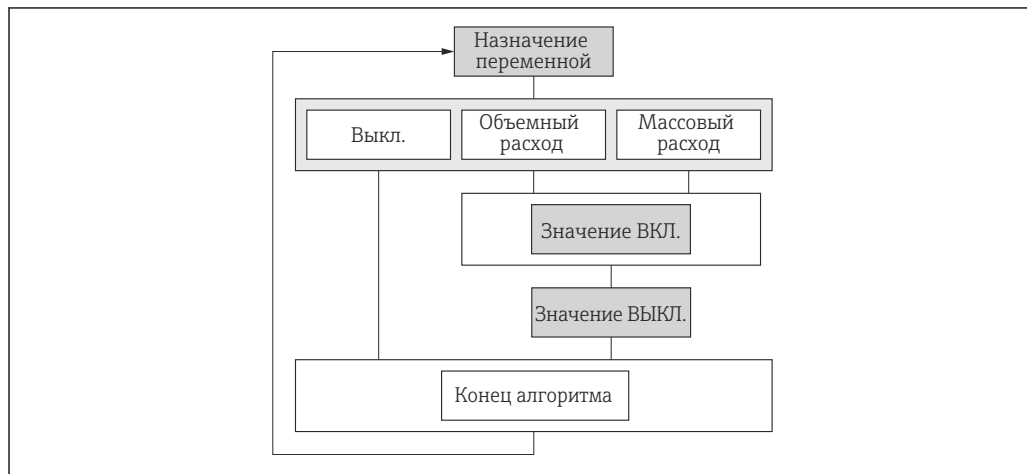 Назначение
переменной
Выкл.
Объемный
расход
Массовый
расход
Значение ВКЛ.
Значение ВЫКЛ.
Конец алгоритма